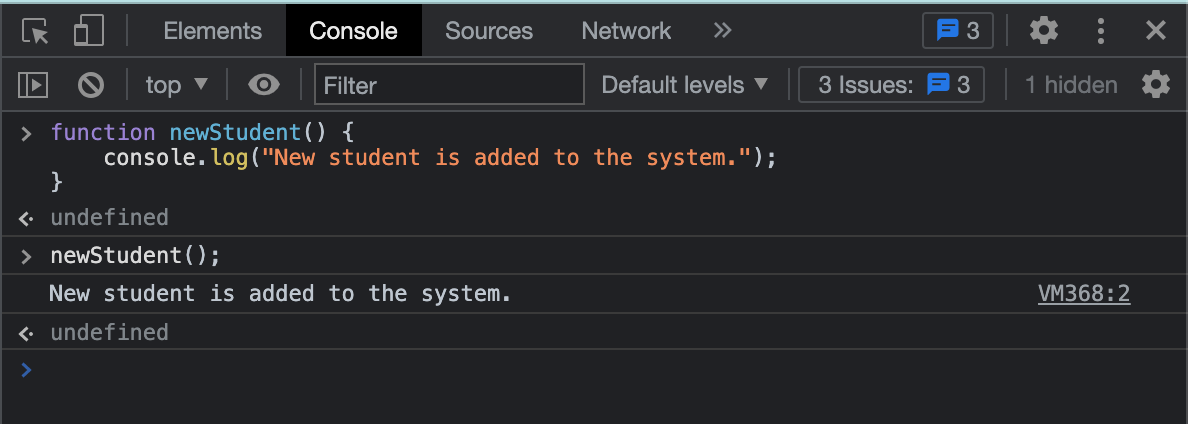 Elements Console Sources Network » 3
top ▼ Filter Default levels ▼ 3 Issues: 3 1 hidden
> function newStudent() {
    console.log("New student is added to the system.");
}
undefined
> newStudent();
New student is added to the system. VM368:2
undefined
>